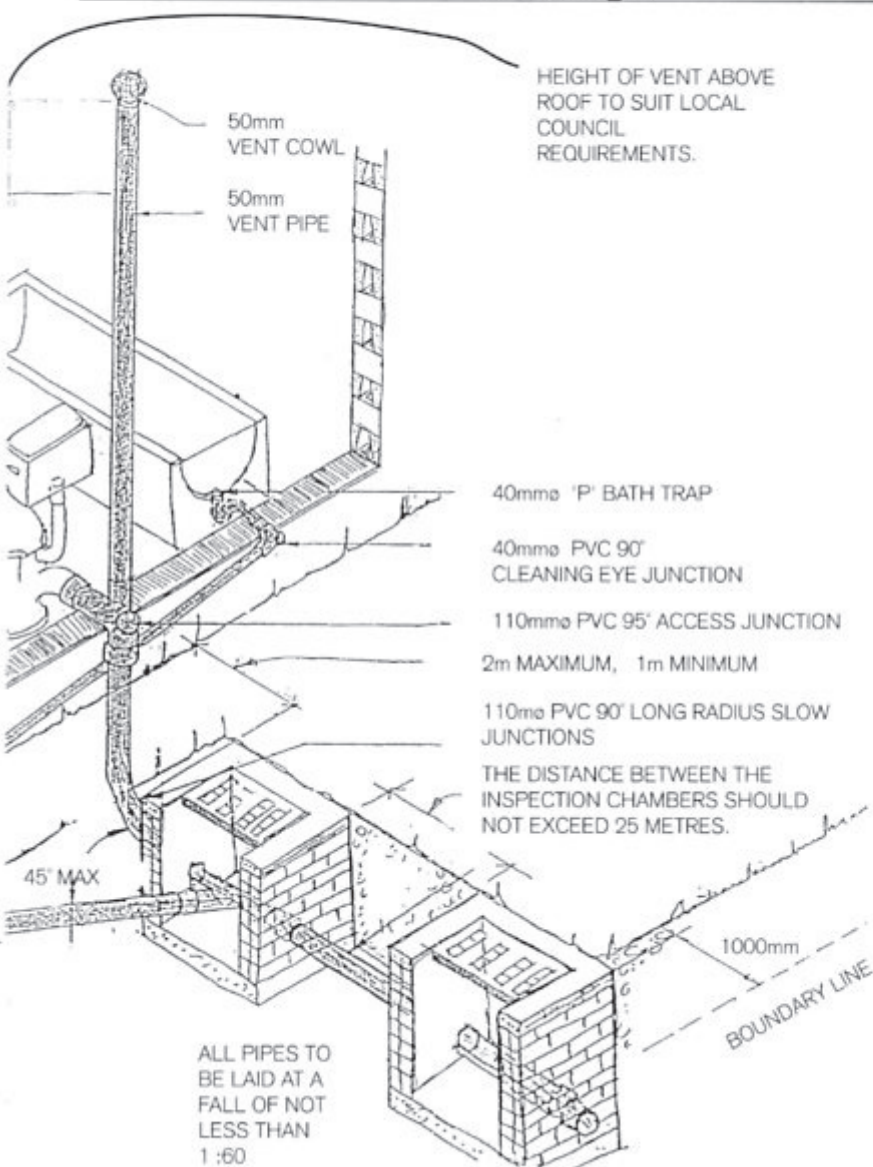 HEIGHT OF VENT ABOVE
ROOF TO SUIT LOCAL
COUNCIL
REQUIREMENTS.
50mm
VENT COWL
50mm
VENT PIPE
40mmø 'P' BATH TRAP
40mmø PVC 90°
CLEANING EYE JUNCTION
110mmø PVC 95° ACCESS JUNCTION
2m MAXIMUM, 1m MINIMUM
110mø PVC 90° LONG RADIUS SLOW
JUNCTIONS
THE DISTANCE BETWEEN THE
INSPECTION CHAMBERS SHOULD
NOT EXCEED 25 METRES.
45° MAX
1000mm
BOUNDARY LINE
ALL PIPES TO
BE LAID AT A
FALL OF NOT
LESS THAN
1 :60